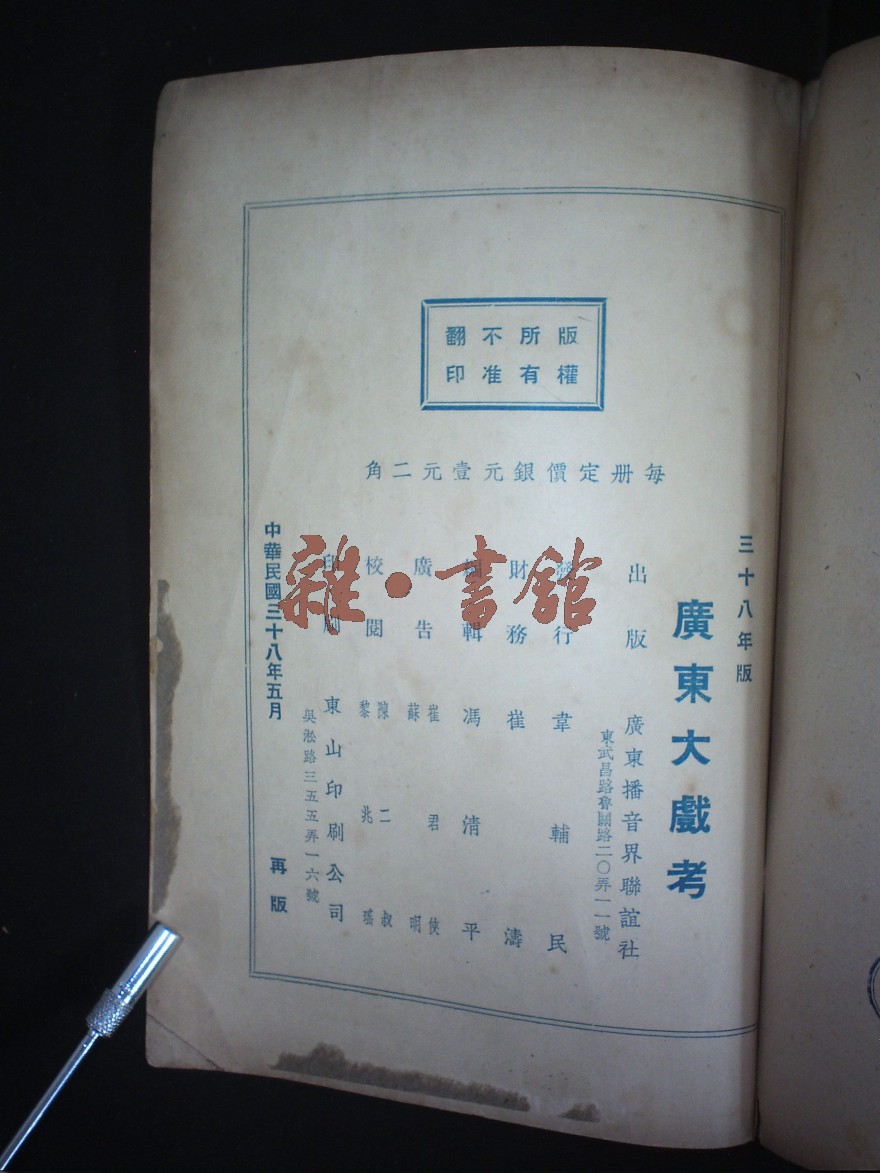 版權
所有
不准
翻印
每册定價銀元壹元二角
三十八年版
廣東大戲考
出版 廣東播音界聯誼社
東武昌路魯關路二〇弄一一號
營行 韋輔民
財務 崔濤
編輯 馮清平
廣告 崔君俠
蘇明
校閱 陳二叔
黎兆瑤
印刷 東山印刷公司
吳淞路三五五弄一六號
中華民國三十八年五月 再版
雜·書館